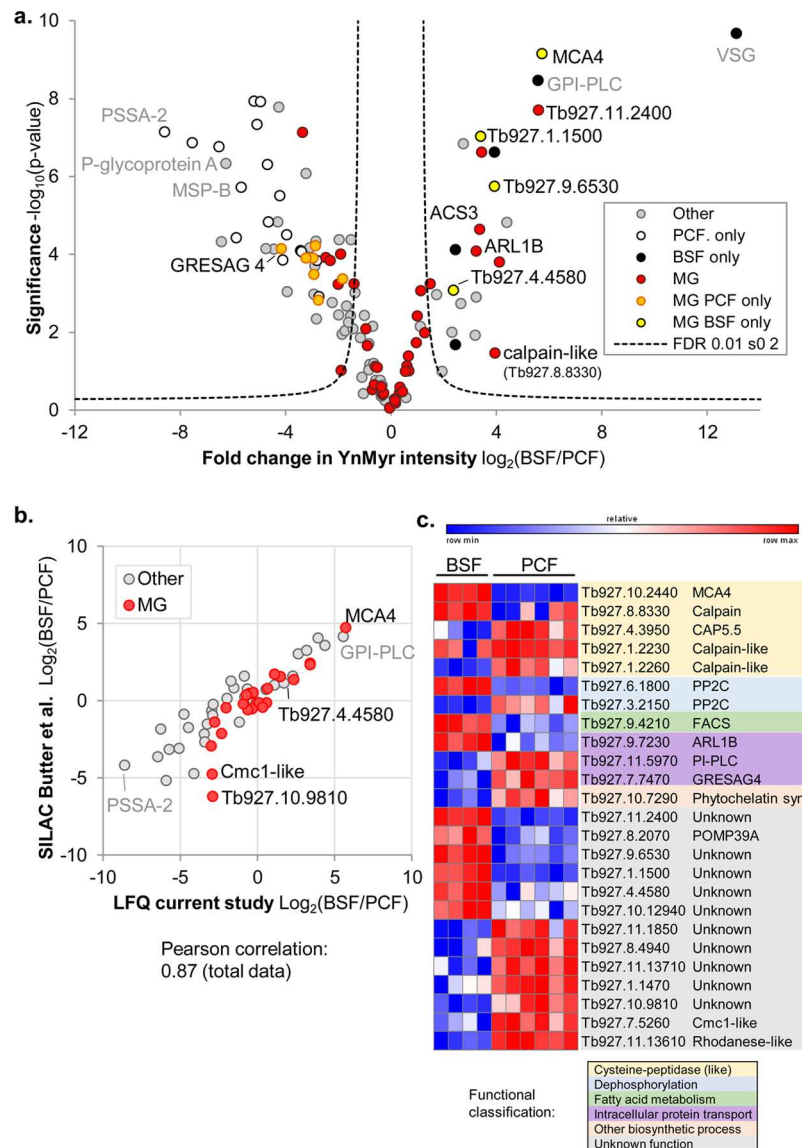 a.
10
8
6
4
2
0
-12
-8
-4
0
4
8
12
Significance -log10(p-value)
Fold change in YnMyr intensity log2(BSF/PCF)
VSG
MCA4
GPI-PLC
Tb927.11.2400
PSSA-2
Tb927.1.1500
P-glycoprotein A
MSP-B
Tb927.9.6530
ACS3
GRESAG 4
ARL1B
Tb927.4.4580
calpain-like
(Tb927.8.8330)
Other
PCF. only
BSF only
MG
MG PCF only
MG BSF only
FDR 0.01 s0 2
b.
10
5
0
-5
-10
-10
-5
0
5
10
SILAC Butter et al. Log2(BSF/PCF)
LFQ current study Log2(BSF/PCF)
Other
MG
MCA4
GPI-PLC
Tb927.4.4580
Cmc1-like
Tb927.10.9810
PSSA-2
Pearson correlation:
0.87 (total data)
c.
relative
row min
row max
BSF PCF
Tb927.10.2440 MCA4
Tb927.8.8330 Calpain
Tb927.4.3950 CAP5.5
Tb927.1.2230 Calpain-like
Tb927.1.2260 Calpain-like
Tb927.6.1800 PP2C
Tb927.3.2150 PP2C
Tb927.9.4210 FACS
Tb927.9.7230 ARL1B
Tb927.11.5970 PI-PLC
Tb927.7.7470 GRESAG4
Tb927.10.7290 Phytochelatin syn
Tb927.11.2400 Unknown
Tb927.8.2070 POMP39A
Tb927.9.6530 Unknown
Tb927.1.1500 Unknown
Tb927.4.4580 Unknown
Tb927.10.12940 Unknown
Tb927.11.1850 Unknown
Tb927.8.4940 Unknown
Tb927.11.13710 Unknown
Tb927.1.1470 Unknown
Tb927.10.9810 Unknown
Tb927.7.5260 Cmc1-like
Tb927.11.13610 Rhodanese-like
Functional
classification:
Cysteine-peptidase (like)
Dephosphorylation
Fatty acid metabolism
Intracellular protein transport
Other biosynthetic process
Unknown function